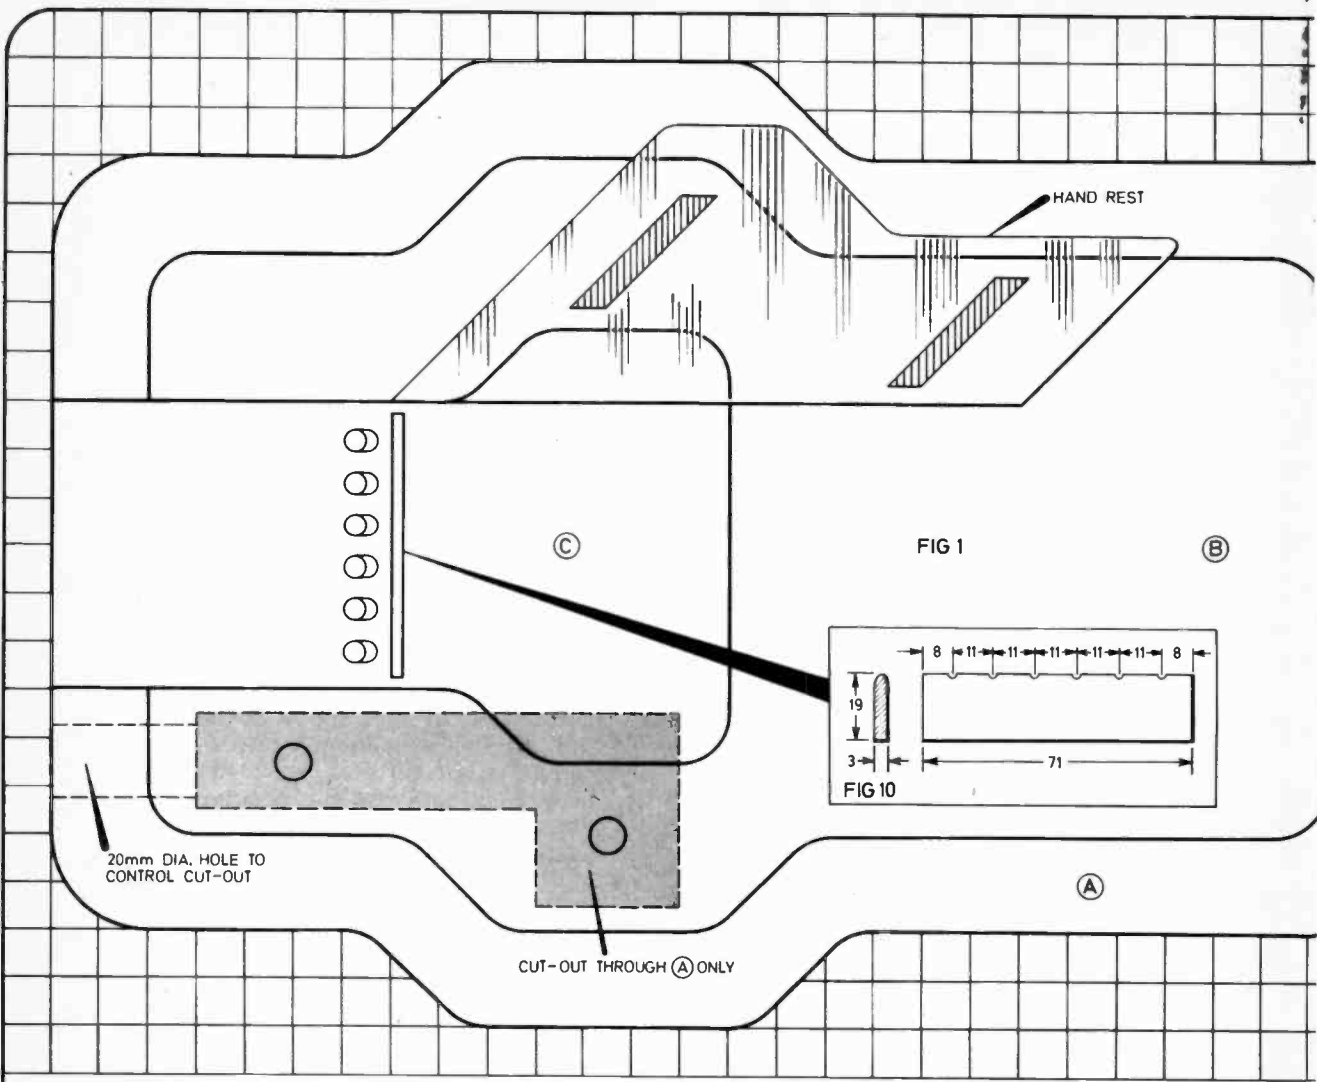 HAND REST
Ⓒ
FIG 1
Ⓑ
8 11 11 11 11 11 8
19
3
71
FIG 10
20mm DIA. HOLE TO
CONTROL CUT-OUT
Ⓐ
CUT-OUT THROUGH Ⓐ ONLY